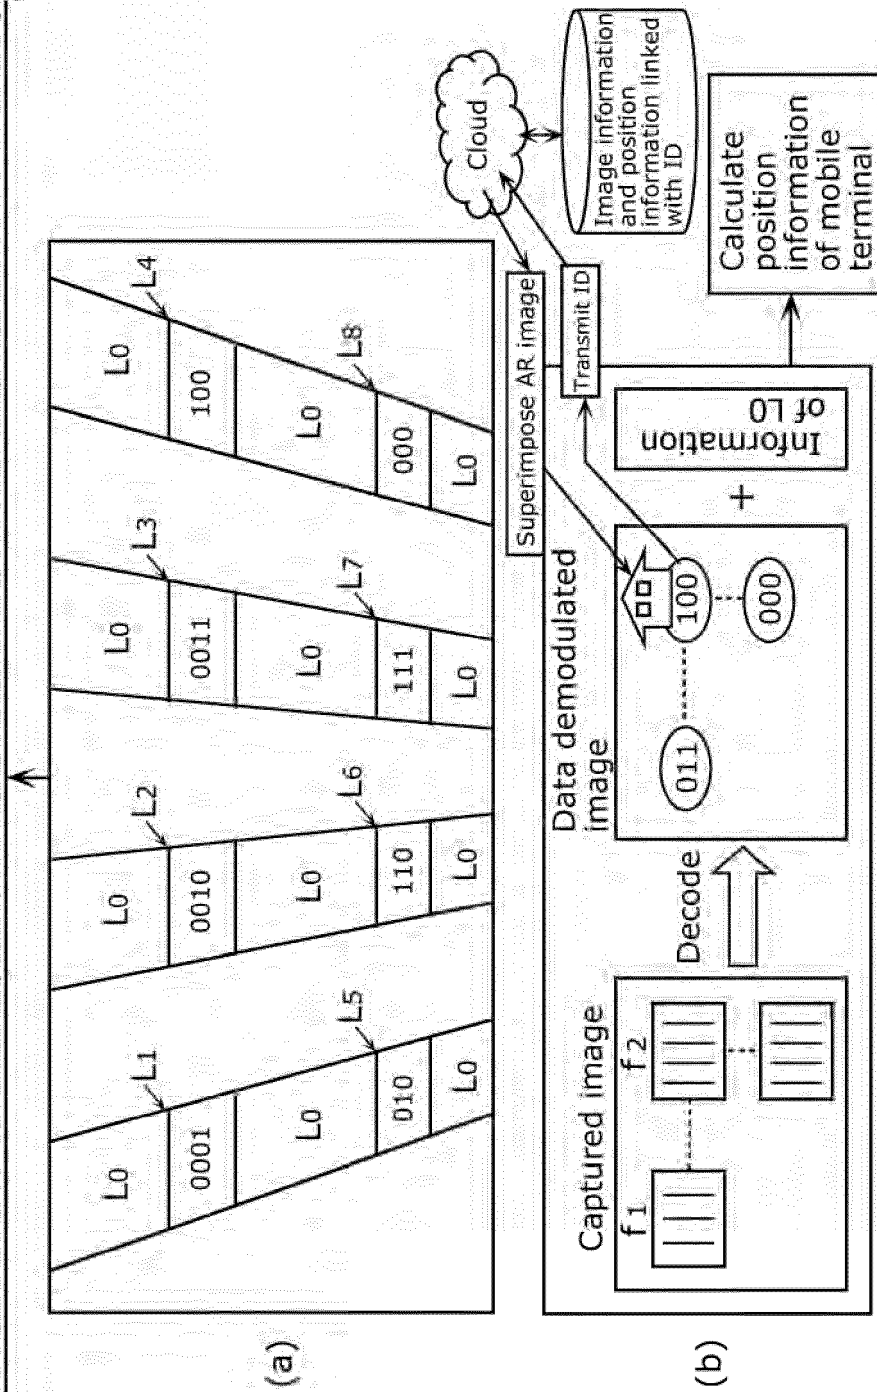 (a)
L0 L0 L0 L0
L1 L2 L3 L4
0001 0010 0011 100
L0 L0 L0 L0
L5 L6 L7 L8
010 110 111 000
L0 L0 L0 L0
(b)
Cloud
Superimpose AR image
Transmit ID
Image information
and position
information linked
with ID
Captured image
f1
f2
Decode
Data demodulated
image
011
100
000
+
Information
of L0
Calculate
position
information
of mobile
terminal